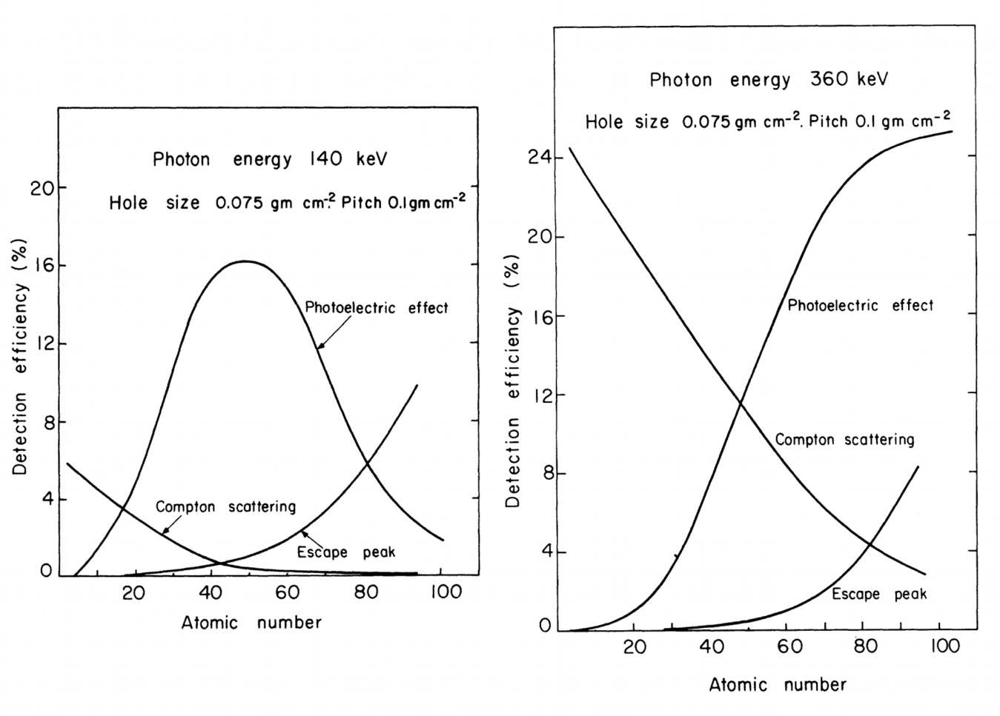 Photon energy 140 keV
Hole size 0.075 gm cm⁻². Pitch 0.1 gm cm⁻²
20
16
12
8
4
0
Detection efficiency (%)
Photoelectric effect
Compton scattering
Escape peak
20 40 60 80 100
Atomic number
Photon energy 360 keV
Hole size 0.075 gm cm⁻². Pitch 0.1 gm cm⁻²
24
20
16
12
8
4
0
Detection efficiency (%)
Photoelectric effect
Compton scattering
Escape peak
20 40 60 80 100
Atomic number